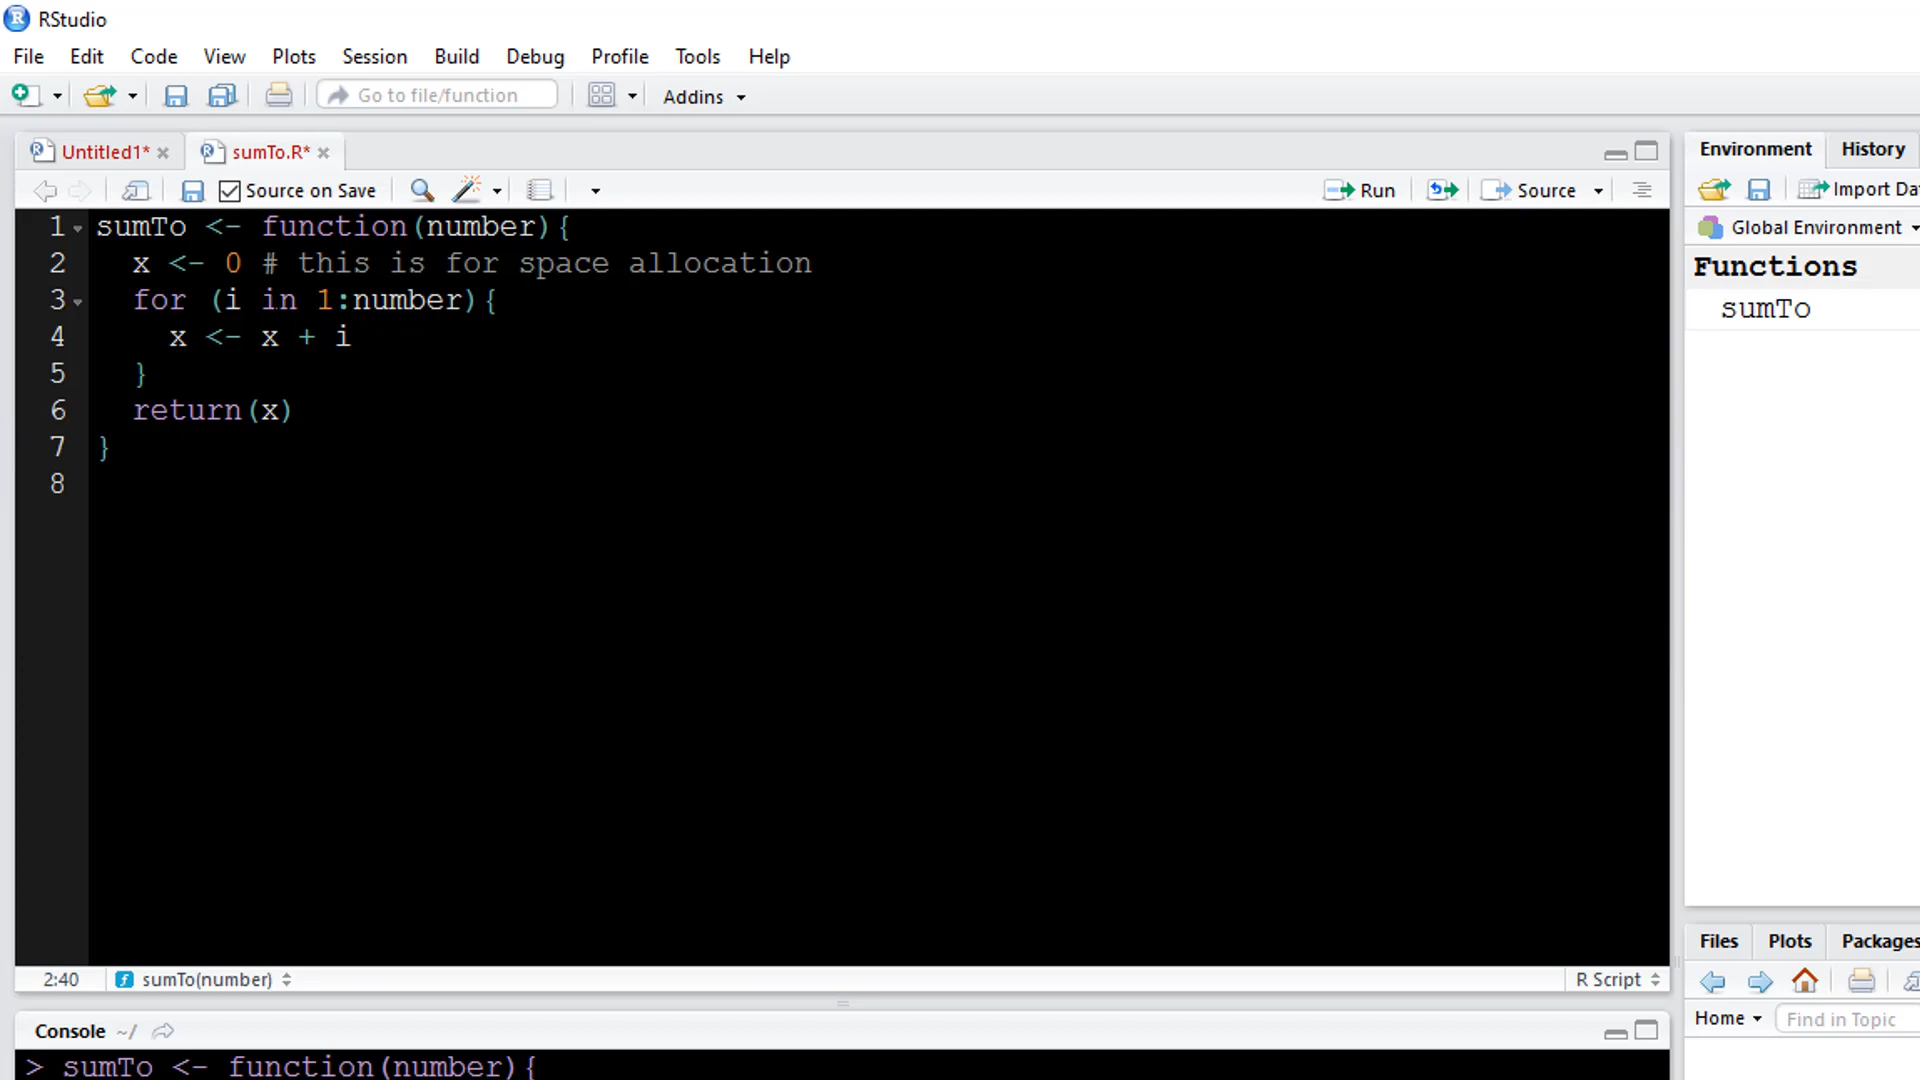 RStudio
File Edit Code View Plots Session Build Debug Profile Tools Help
Go to file/function Addins
Untitled1* sumTo.R*
Source on Save Run Source
1 sumTo <- function(number){
2 x <- 0 # this is for space allocation
3 for (i in 1:number){
4 x <- x + i
5 }
6 return(x)
7 }
8
2:40 sumTo(number) R Script
Console ~/
> sumTo <- function(number){
Environment History
Import Da
Global Environment
Functions
sumTo
Files Plots Packages
Home Find in Topic